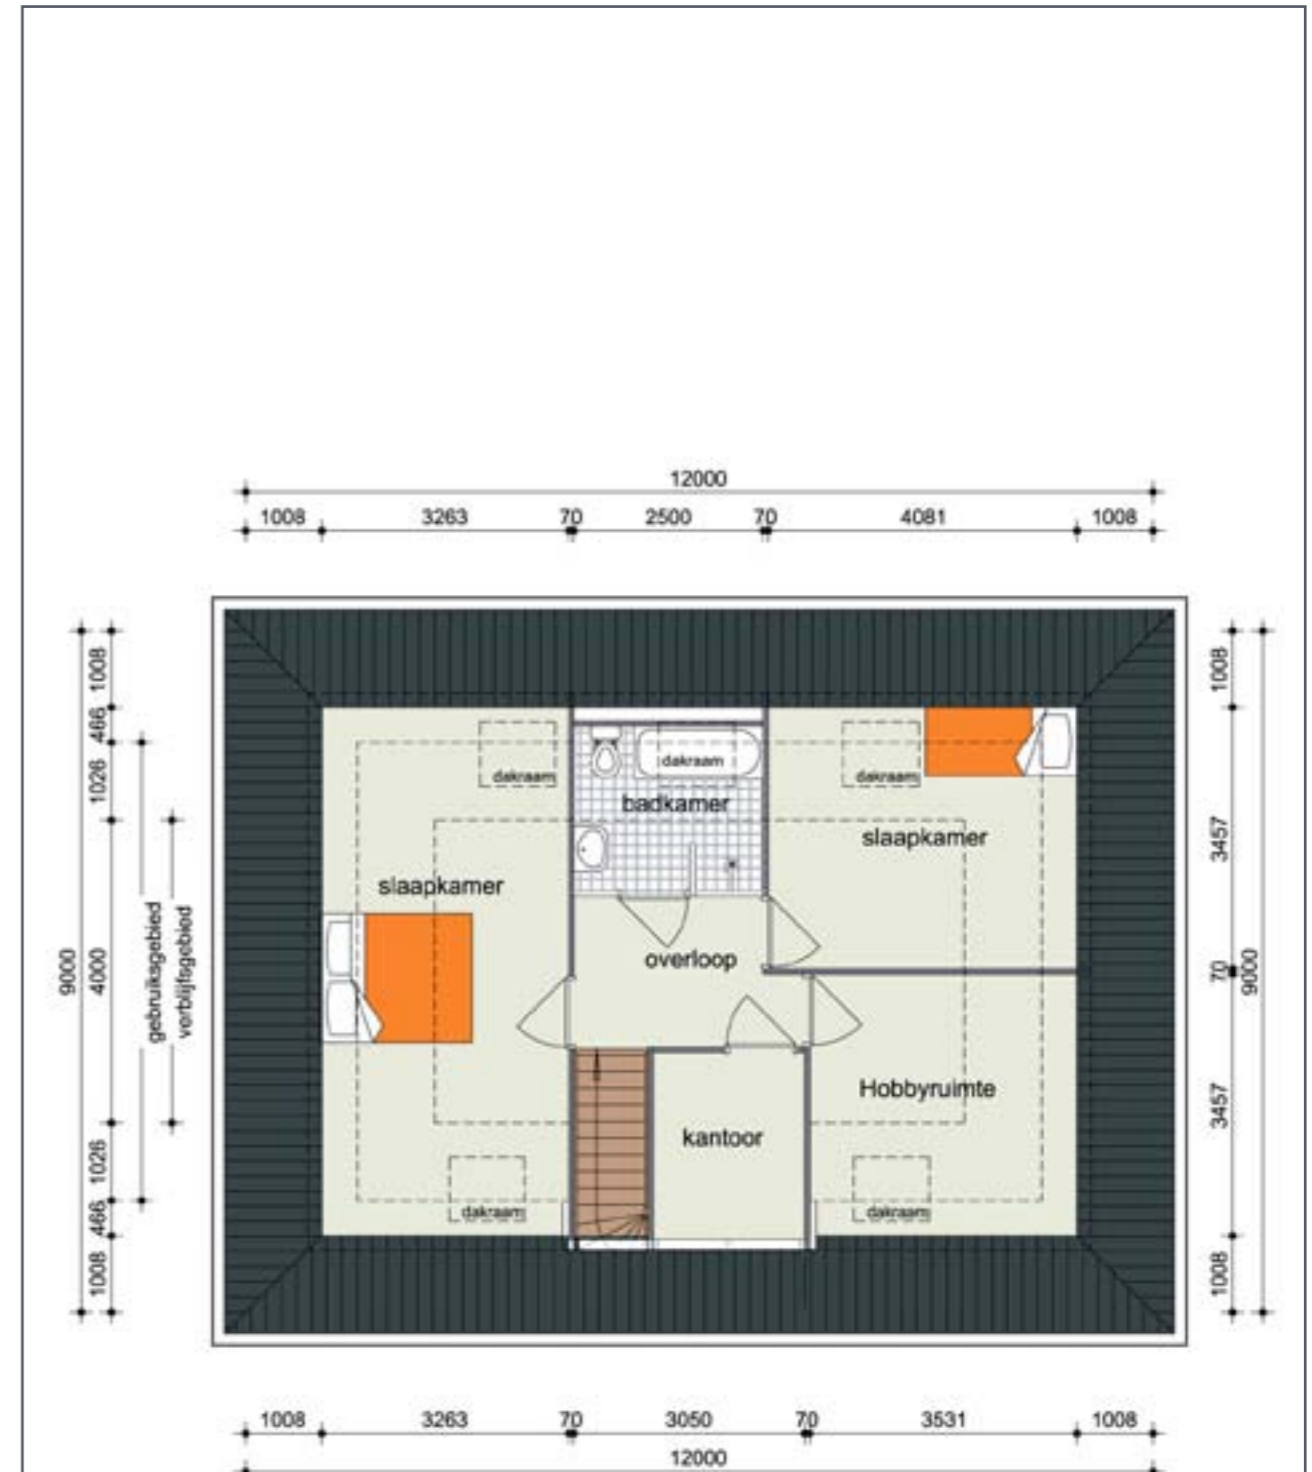 12000
1008 3263 70 2500 70 4081 1008
1008
466
1026
4000
1026
466
1008
9000
gebruiksgebied
verblijfsgebied
dakraam
dakraam
dakraam
badkamer
slaapkamer
slaapkamer
overloop
Hobbyruimte
kantoor
dakraam
dakraam
1008
3457
70
3457
1008
9000
1008 3263 70 3050 70 3531 1008
12000